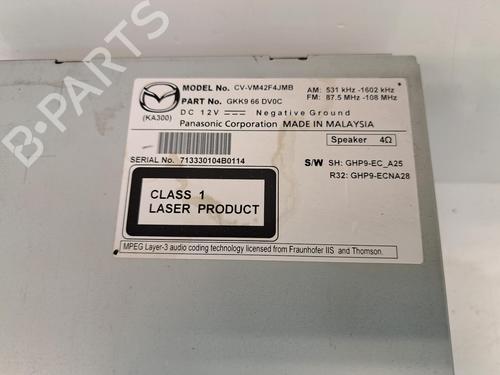 MODEL No. CV-VM42F4JMB
AM: 531 kHz -1602 kHz
PART No. GKK9 66 DV0C
FM: 87.5 MHz -108 MHz
(KA300)
DC 12V Negative Ground
Panasonic Corporation MADE IN MALAYSIA
Speaker 4Ω
SERIAL No. 713330104B0114
S/W SH: GHP9-EC_A25
R32: GHP9-ECNA28
CLASS 1
LASER PRODUCT
MPEG Layer-3 audio coding technology licensed from Fraunhofer IIS and Thomson.
B-PARTS